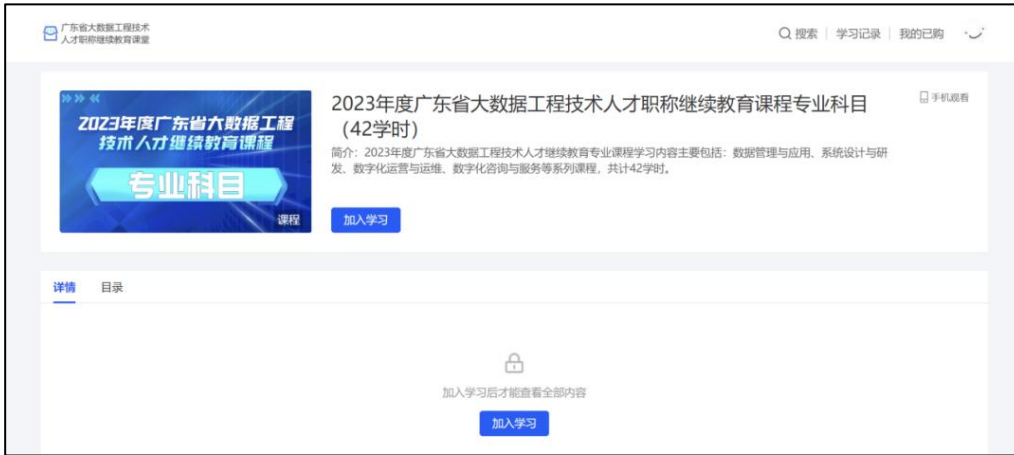 广东省大数据工程技术
人才职称继续教育课堂
搜索 学习记录 我的已购
2023年度广东省大数据工程
技术人才继续教育课程
专业科目
课程
2023年度广东省大数据工程技术人才职称继续教育课程专业科目
（42学时）
手机观看
简介：2023年度广东省大数据工程技术人才继续教育专业课程学习内容主要包括：数据管理与应用、系统设计与研
发、数字化运营与运维、数字化咨询与服务等系列课程，共计42学时。
加入学习
详情 目录
加入学习后才能查看全部内容
加入学习